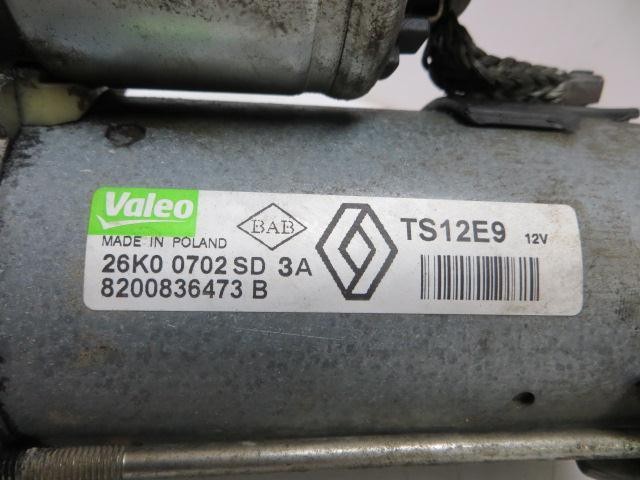 Valeo
MADE IN POLAND
BAB
TS12E9 12V
26K0 0702 SD 3A
8200836473 B